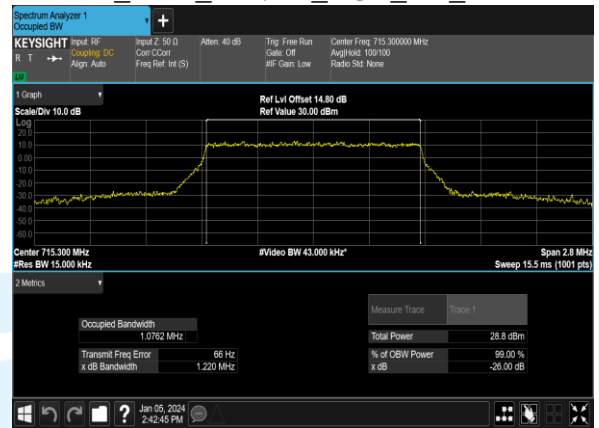 Spectrum Analyzer 1
Occupied BW
KEYSIGHT Input: RF Input Z: 50 Ω Atten: 40 dB Trig: Free Run Center Freq: 715.300000 MHz
R T Coupling: DC Corr CCorr Gate: Off Avg|Hold: 100/100
Align: Auto Freq Ref: Int (S) #IF Gain: Low Radio Std: None
LW
1 Graph
Ref Lvl Offset 14.80 dB
Scale/Div 10.0 dB Ref Value 30.00 dBm
Log
20.0
10.0
0.00
-10.0
-20.0
-30.0
-40.0
-50.0
-60.0
Center 715.300 MHz #Video BW 43.000 kHz* Span 2.8 MHz
#Res BW 15.000 kHz Sweep 15.5 ms (1001 pts)
2 Metrics
Measure Trace Trace 1
Occupied Bandwidth
1.0762 MHz Total Power 28.8 dBm
Transmit Freq Error 66 Hz % of OBW Power 99.00 %
x dB Bandwidth 1.220 MHz x dB -26.00 dB
Jan 05, 2024
2:42:45 PM